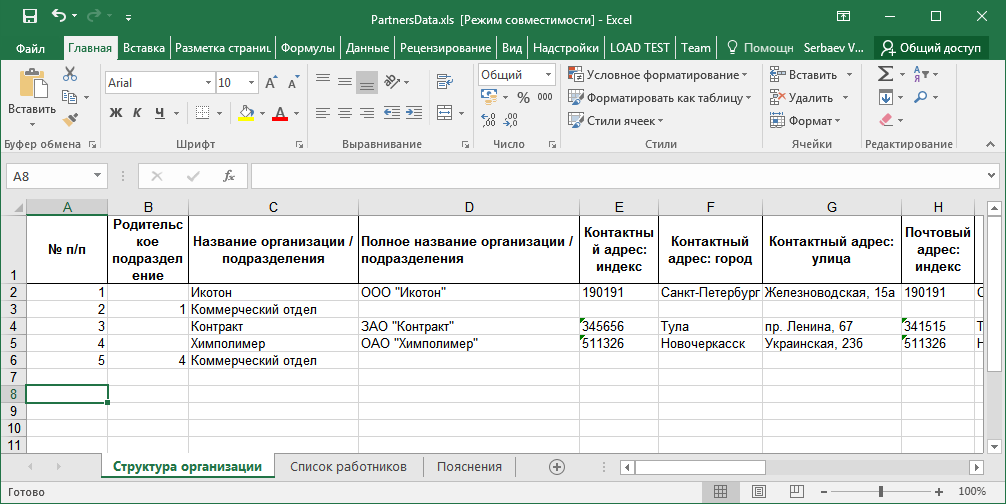 PartnersData.xls [Режим совместимости] - Excel
Файл Главная Вставка Разметка страниц Формулы Данные Рецензирование Вид Надстройки LOAD TEST Team Помощн Serbaev V... Общий доступ
Вставить
Arial 10
Ж К Ч
Общий
% 000
Условное форматирование
Форматировать как таблицу
Стили ячеек
Вставить
Удалить
Формат
Буфер обмена Шрифт Выравнивание Число Стили Ячейки Редактирование
A8 fx
A B C D E F G H
1 № п/п Родительск
ое
подраздел
ение Название организации /
подразделения Полное название организации /
подразделения Контактны
й адрес:
индекс Контактный
адрес: город Контактный адрес:
улица Почтовый
адрес:
индекс
2 1 Икотон ООО "Икотон" 190191 Санкт-Петербург Железноводская, 15а 190191 С
3 2 1 Коммерческий отдел
4 3 Контракт ЗАО "Контракт" 345656 Тула пр. Ленина, 67 341515 Т
5 4 Химполимер ОАО "Химполимер" 511326 Новочеркасск Украинская, 23б 511326 Н
6 5 4 Коммерческий отдел
7
8
9
10
11
Структура организации Список работников Пояснения
Готово 100%